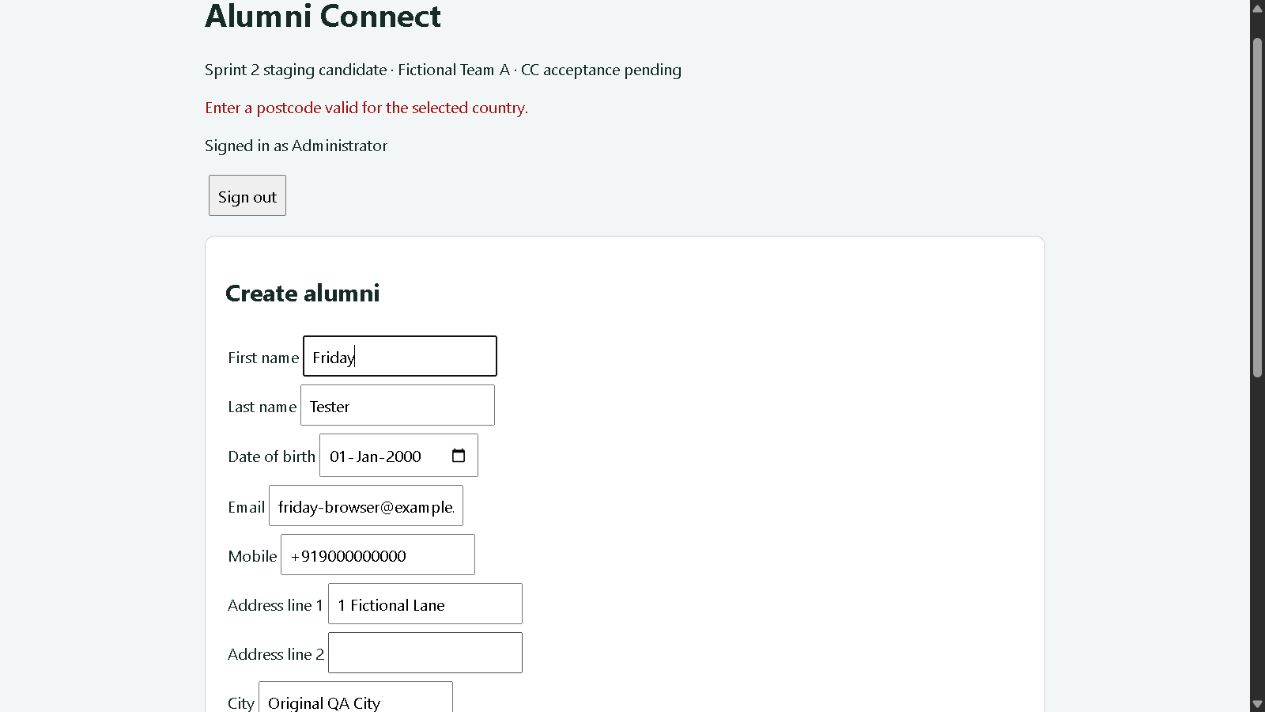 Alumni Connect
Sprint 2 staging candidate · Fictional Team A · CC acceptance pending
Enter a postcode valid for the selected country.
Signed in as Administrator
Sign out
Create alumni
First name Friday
Last name Tester
Date of birth 01-Jan-2000
Email friday-browser@example.
Mobile +919000000000
Address line 1 1 Fictional Lane
Address line 2
City Original QA City